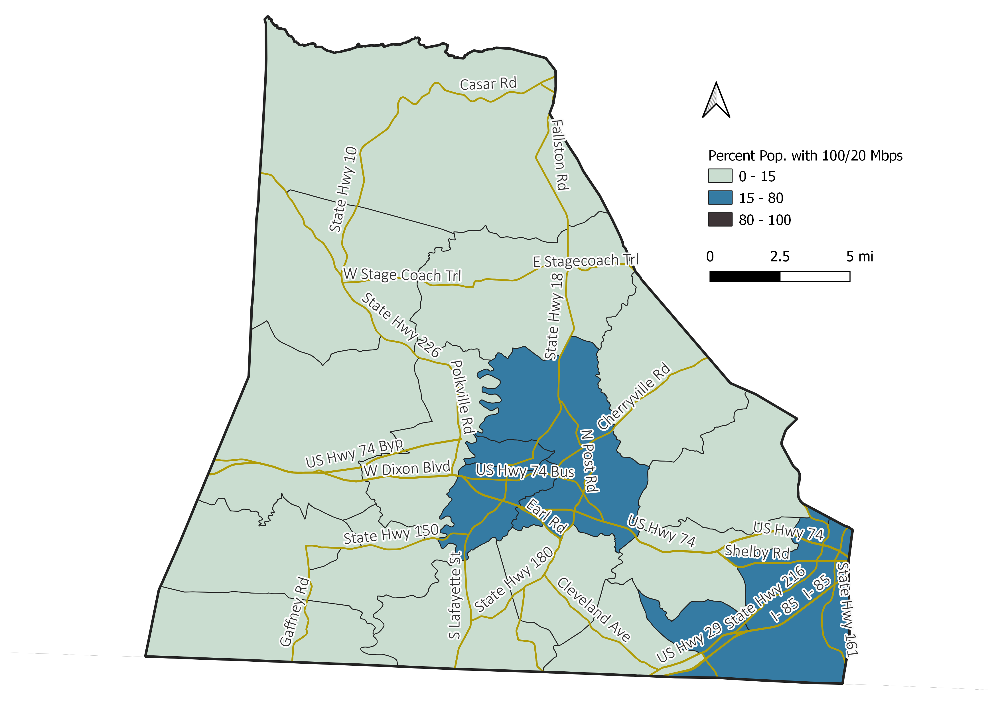 Casar Rd
Fallston Rd
State Hwy 10
Percent Pop. with 100/20 Mbps
0 - 15
15 - 80
80 - 100
0 2.5 5 mi
E Stagecoach Trl
W Stage Coach Trl
State Hwy 18
State Hwy 226
Polkville Rd
Cherryville Rd
N Post Rd
US Hwy 74 Byp
W Dixon Blvd
US Hwy 74 Bus
Earl Rd
US Hwy 74
US Hwy 74
State Hwy 150
Shelby Rd
State Hwy 180
S Lafayette St
Gaffney Rd
Cleveland Ave
State Hwy 216
I- 85
I- 85
US Hwy 29
State Hwy 161